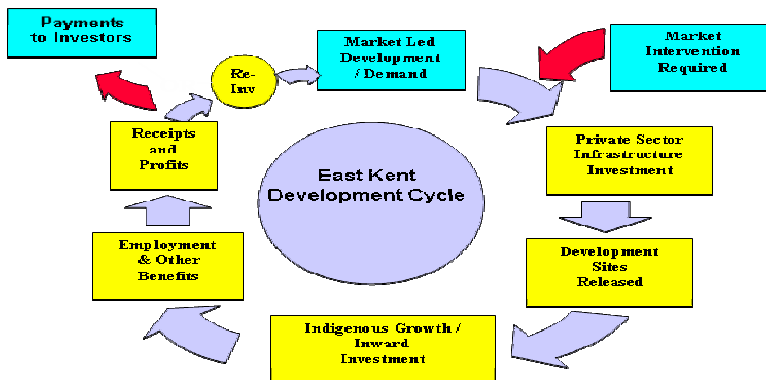 Payments
to Investors
Re-
Inv
Market Led
Development
/ Demand
Market
Intervention
Required
Receipts
and
Profits
East Kent
Development Cycle
Private Sector
Infrastructure
Investment
Employment
& Other
Benefits
Development
Sites
Released
Indigenous Growth /
Inward
Investment